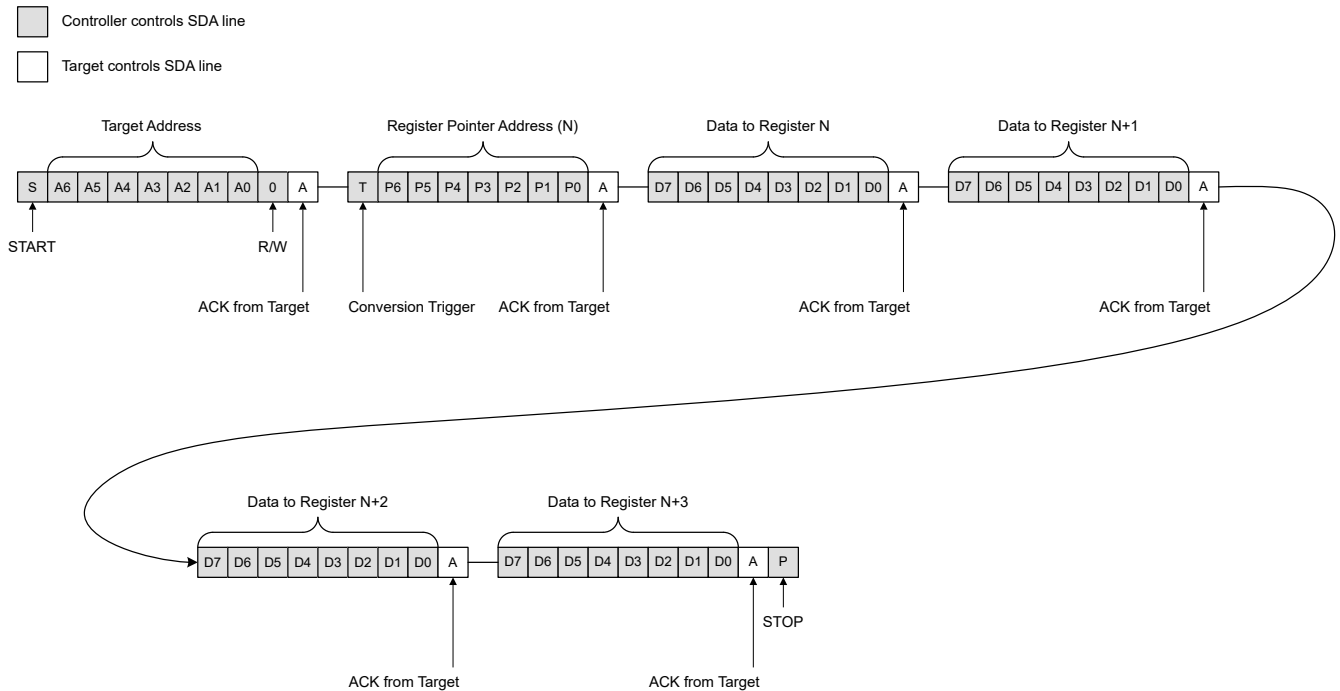 Controller controls SDA line
Target controls SDA line
Target Address
Register Pointer Address (N)
Data to Register N
Data to Register N+1
S A6 A5 A4 A3 A2 A1 A0 0 A
T P6 P5 P4 P3 P2 P1 P0 A
D7 D6 D5 D4 D3 D2 D1 D0 A
D7 D6 D5 D4 D3 D2 D1 D0 A
START
R/W
ACK from Target
Conversion Trigger
ACK from Target
ACK from Target
ACK from Target
Data to Register N+2
Data to Register N+3
D7 D6 D5 D4 D3 D2 D1 D0 A
D7 D6 D5 D4 D3 D2 D1 D0 A P
STOP
ACK from Target
ACK from Target